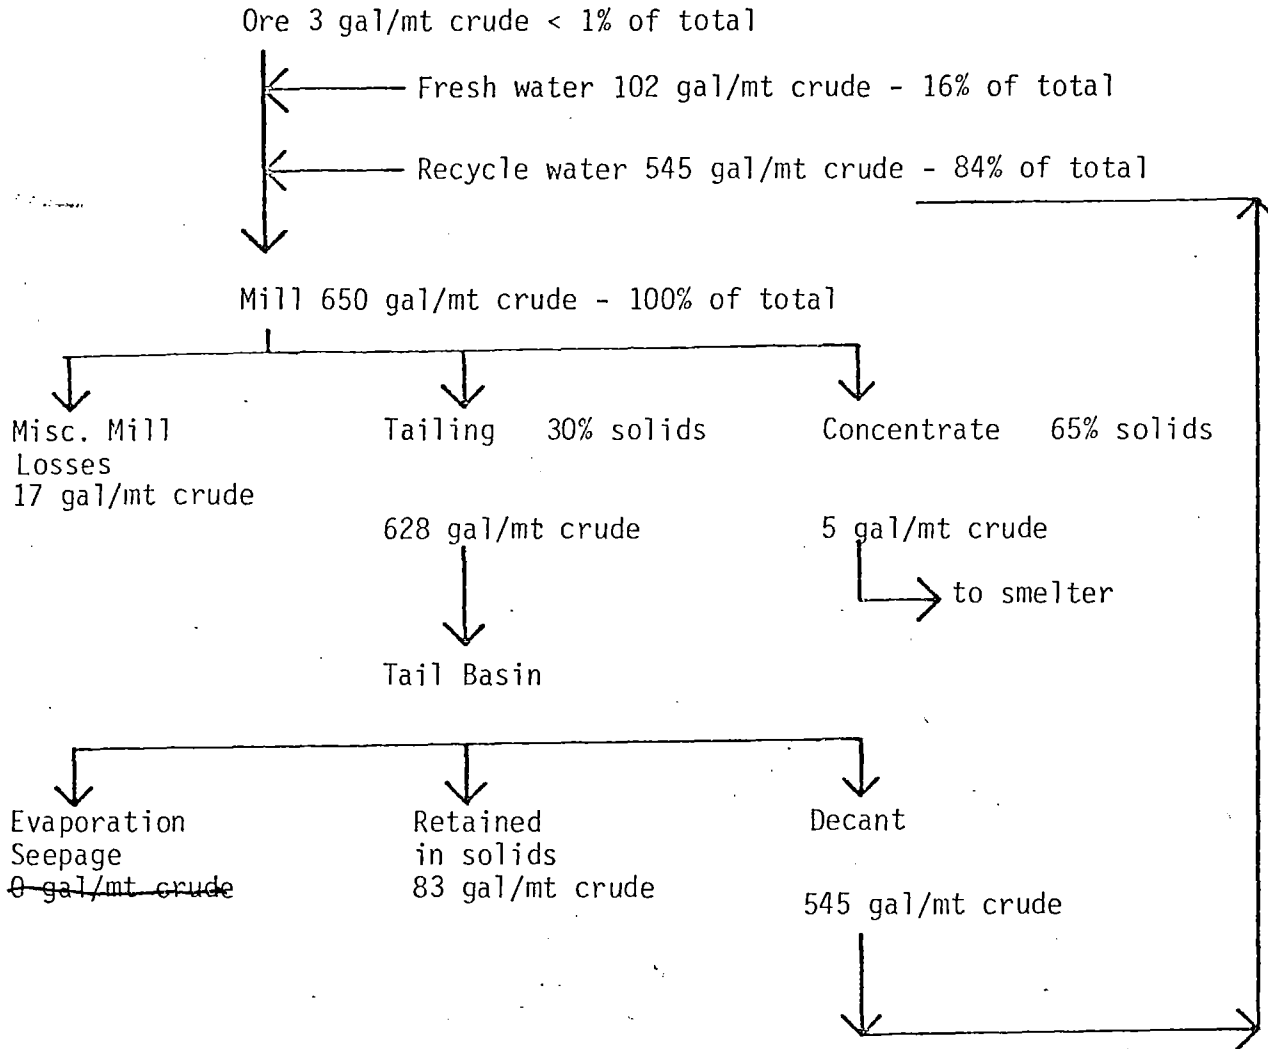 Ore 3 gal/mt crude < 1% of total
Fresh water 102 gal/mt crude - 16% of total
Recycle water 545 gal/mt crude - 84% of total
Mill 650 gal/mt crude - 100% of total
Misc. Mill
Losses
17 gal/mt crude
Tailing 30% solids
628 gal/mt crude
Concentrate 65% solids
5 gal/mt crude
to smelter
Tail Basin
Evaporation
Seepage
0 gal/mt crude
Retained
in solids
83 gal/mt crude
Decant
545 gal/mt crude